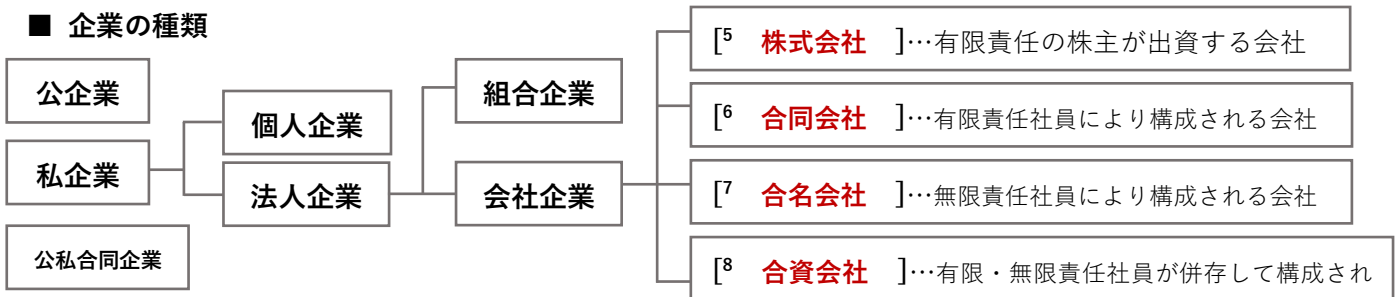 ■ 企業の種類
公企業
私企業
公私合同企業
個人企業
法人企業
組合企業
会社企業
[5 株式会社 ]…有限責任の株主が出資する会社
[6 合同会社 ]…有限責任社員により構成される会社
[7 合名会社 ]…無限責任社員により構成される会社
[8 合資会社 ]…有限・無限責任社員が併存して構成され